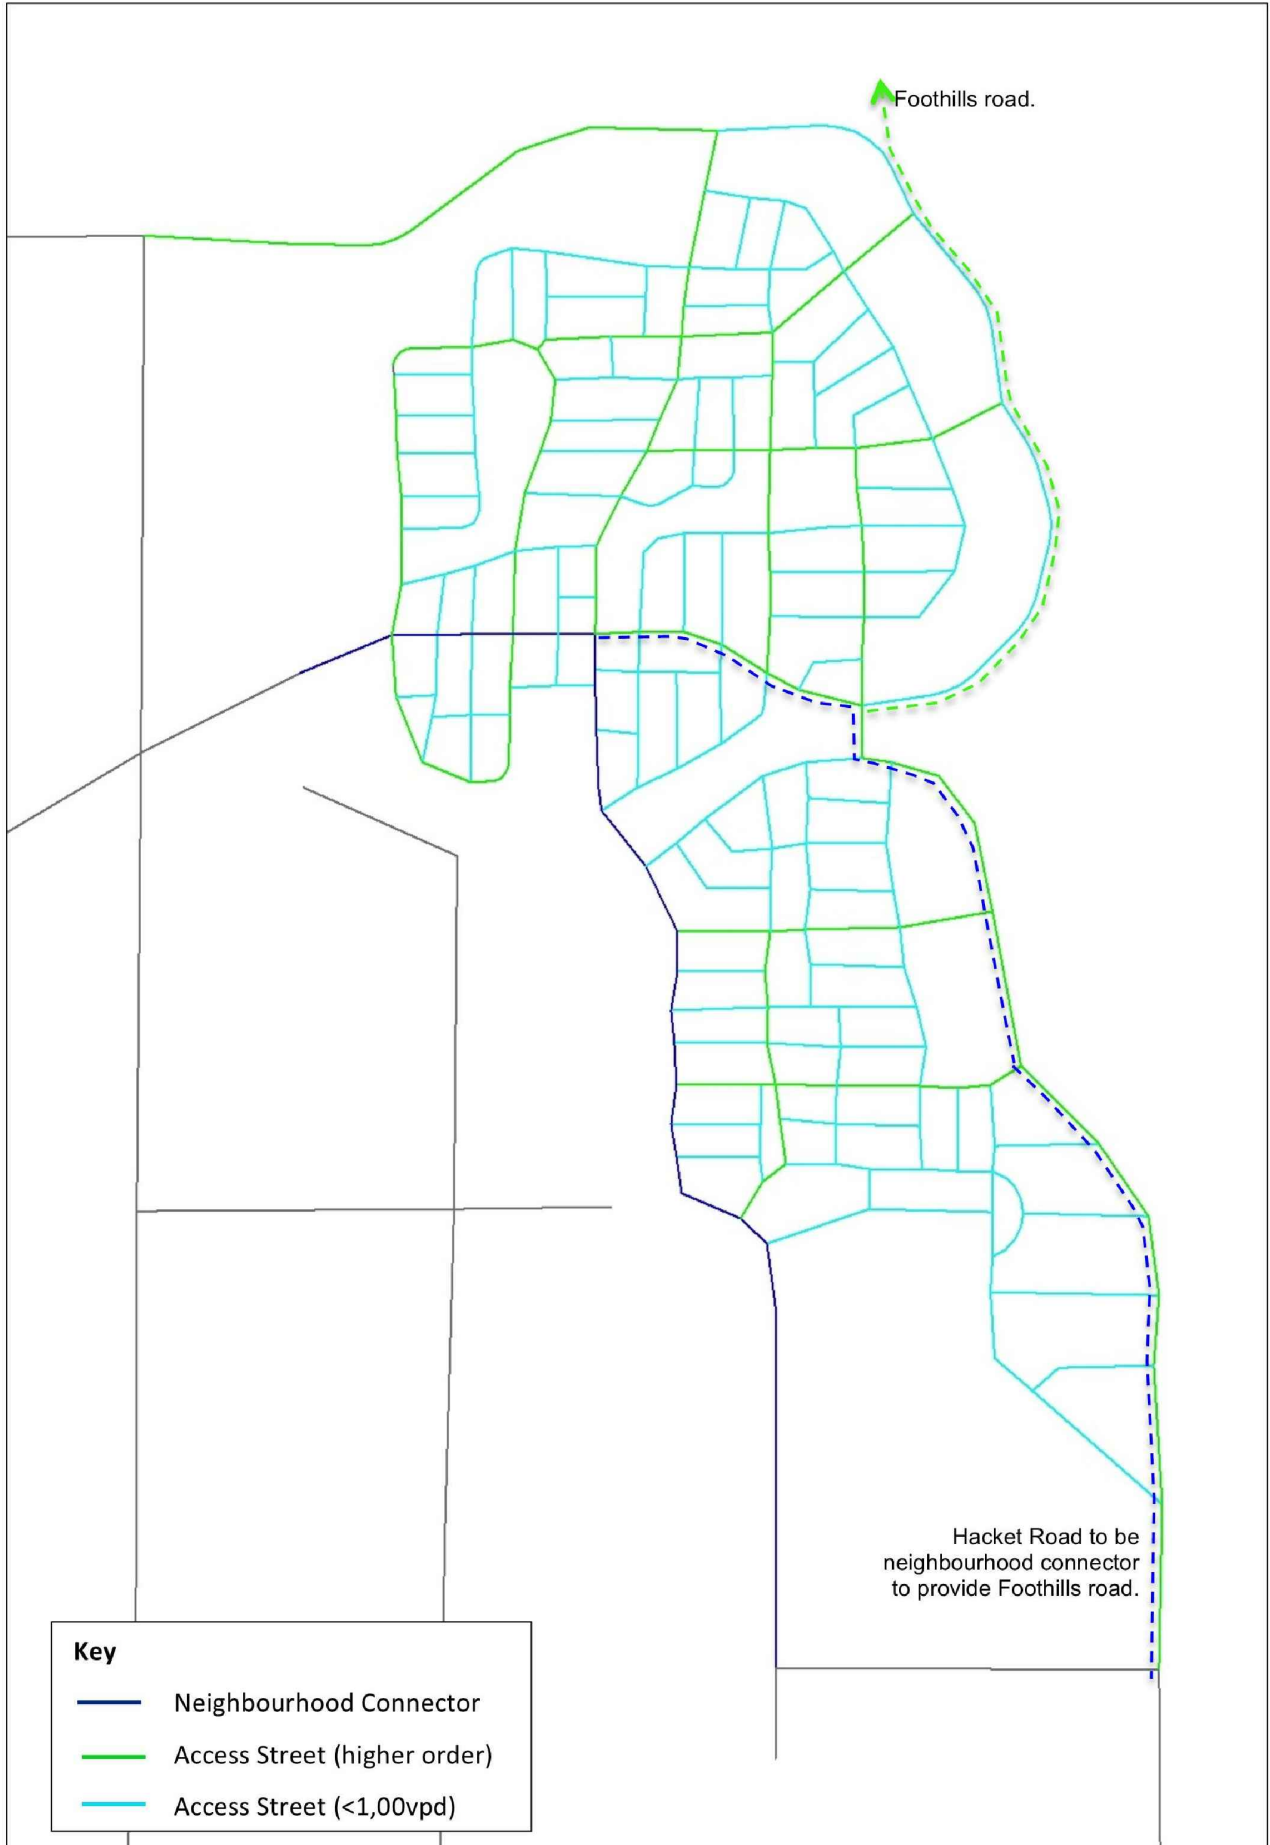 Foothills road.
Hacket Road to be
neighbourhood connector
to provide Foothills road.
Key
Neighbourhood Connector
Access Street (higher order)
Access Street (<1,00vpd)